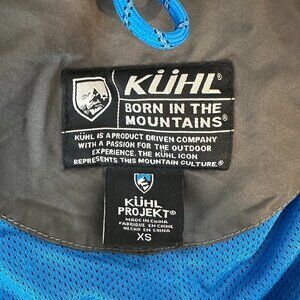 KÜHL
BORN IN THE
MOUNTAINS®
KÜHL IS A PRODUCT DRIVEN COMPANY
WITH A PASSION FOR THE OUTDOOR
EXPERIENCE. THE KÜHL ICON
REPRESENTS THIS MOUNTAIN CULTURE.®
KÜHL
PROJEKT®
MADE IN CHINA
FABRIQUE EN CHINE
HECHO EN CHINA
XS